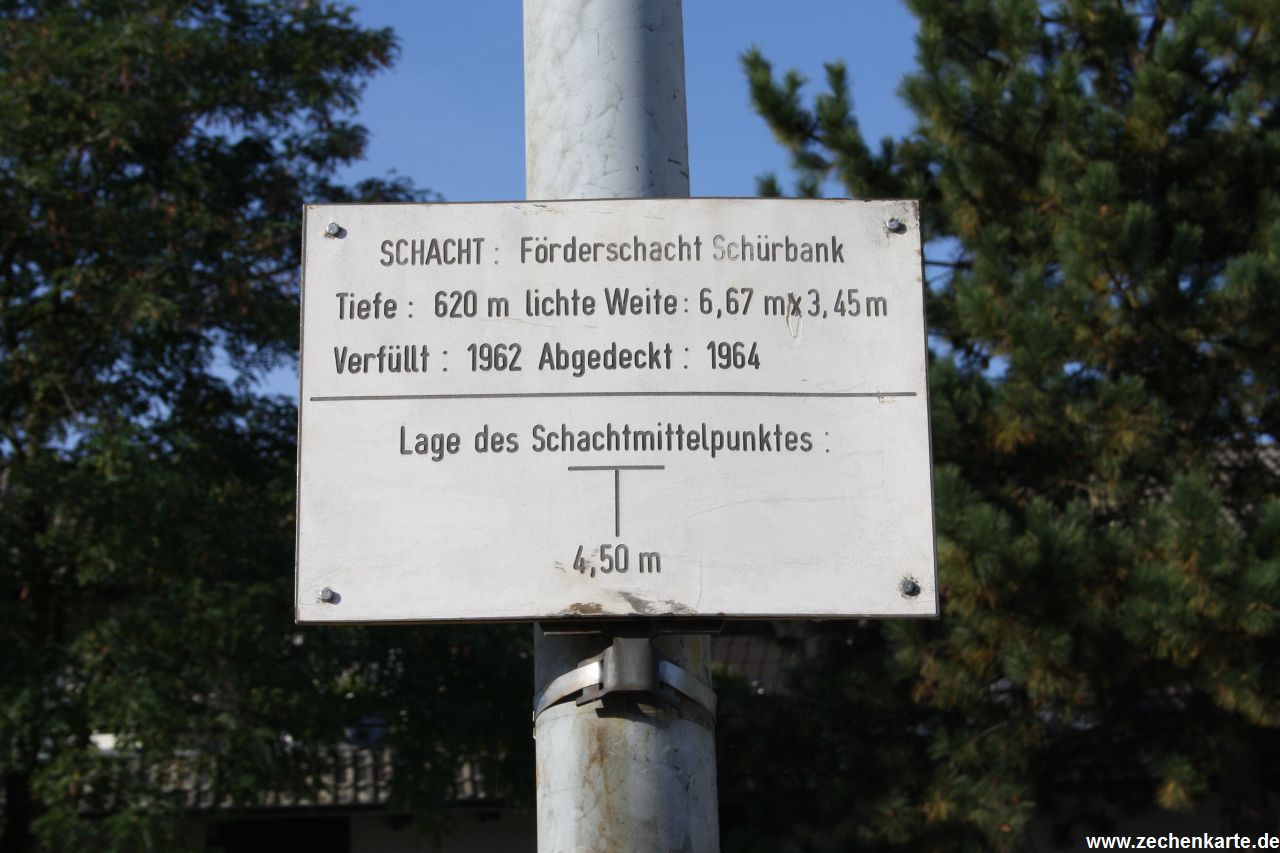 SCHACHT : Förderschacht Schürbank
Tiefe : 620 m lichte Weite : 6,67 m x 3,45 m
Verfüllt : 1962 Abgedeckt : 1964
Lage des Schachtmittelpunktes :
4,50 m
www.zechenkarte.de